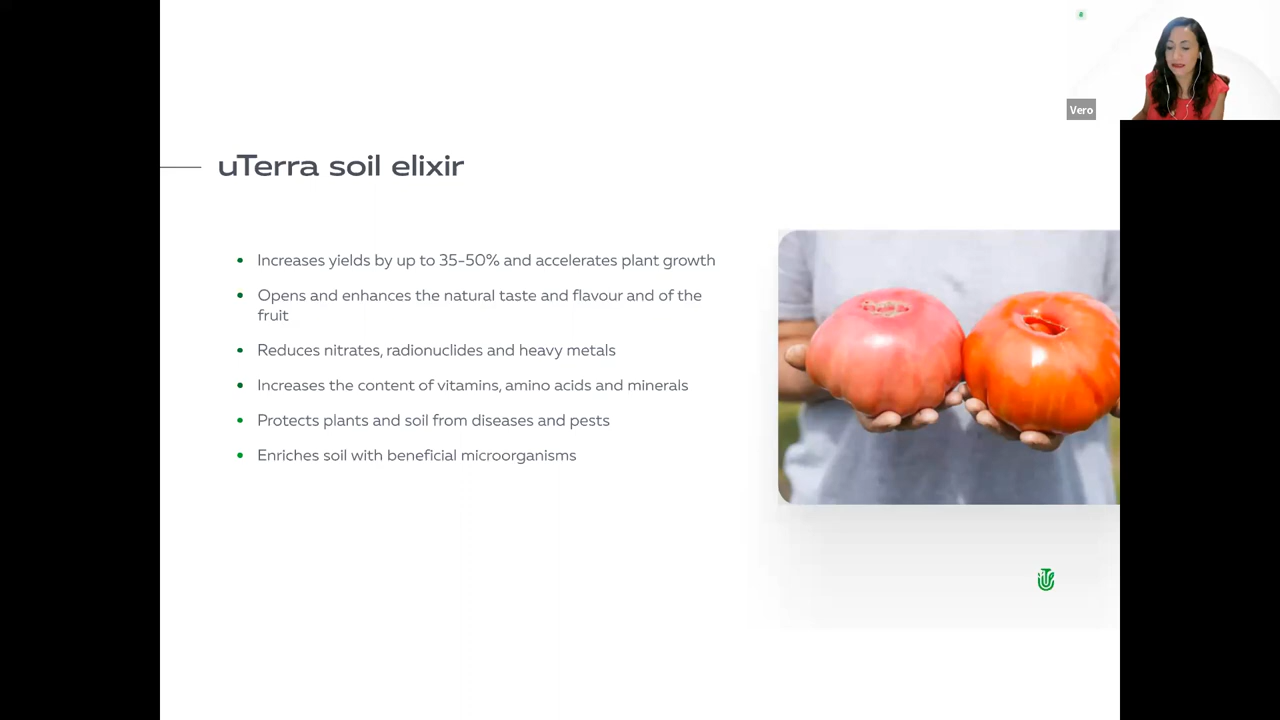 Vero
uTerra soil elixir
Increases yields by up to 35-50% and accelerates plant growth
Opens and enhances the natural taste and flavour and of the
fruit
Reduces nitrates, radionuclides and heavy metals
Increases the content of vitamins, amino acids and minerals
Protects plants and soil from diseases and pests
Enriches soil with beneficial microorganisms